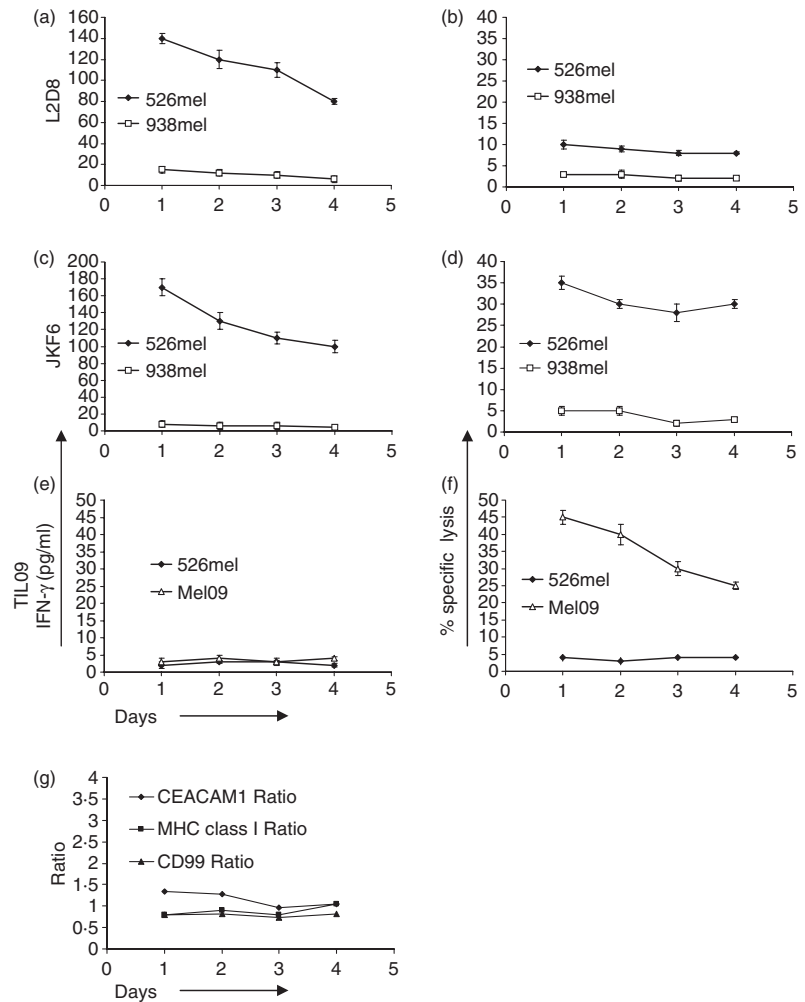 (a)
160
140
120
100
80
60
40
20
0
L2D8
526mel
938mel
0 1 2 3 4 5
(b)
40
35
30
25
20
15
10
5
0
526mel
938mel
0 1 2 3 4 5
(c)
200
180
160
140
120
100
80
60
40
20
0
JKF6
526mel
938mel
0 1 2 3 4 5
(d)
40
35
30
25
20
15
10
5
0
526mel
938mel
0 1 2 3 4 5
(e)
50
45
40
35
30
25
20
15
10
5
0
TIL09
IFN-γ (pg/ml)
526mel
Mel09
0 1 2 3 4 5
Days
(f)
50
45
40
35
30
25
20
15
10
5
0
% specific lysis
526mel
Mel09
0 1 2 3 4 5
(g)
4
3·5
3
2·5
2
1·5
1
0·5
0
Ratio
CEACAM1 Ratio
MHC class I Ratio
CD99 Ratio
0 1 2 3 4 5
Days